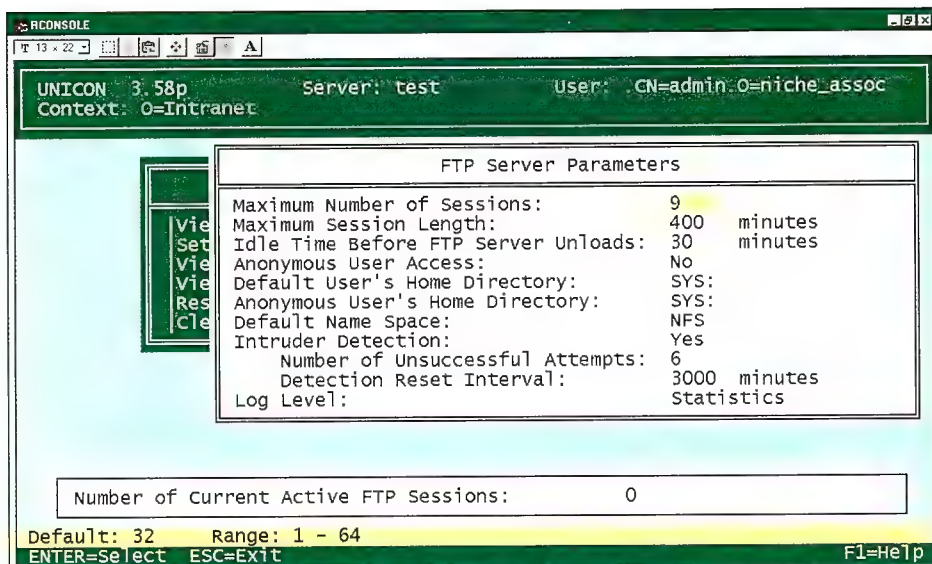 RCONSOLE
T 13 x 22 A
UNICON 3.58p Server: test User: .CN=admin.O=niche_assoc
Context: O=Intranet
FTP Server Parameters
Maximum Number of Sessions: 9
Vie Maximum Session Length: 400 minutes
Set Idle Time Before FTP Server Unloads: 30 minutes
Vie Anonymous User Access: No
Vie Default User's Home Directory: SYS:
Res Anonymous User's Home Directory: SYS:
Cle Default Name Space: NFS
Intruder Detection: Yes
Number of Unsuccessful Attempts: 6
Detection Reset Interval: 3000 minutes
Log Level: Statistics
Number of Current Active FTP Sessions: 0
Default: 32 Range: 1 - 64
ENTER=Select ESC=Exit F1=Help